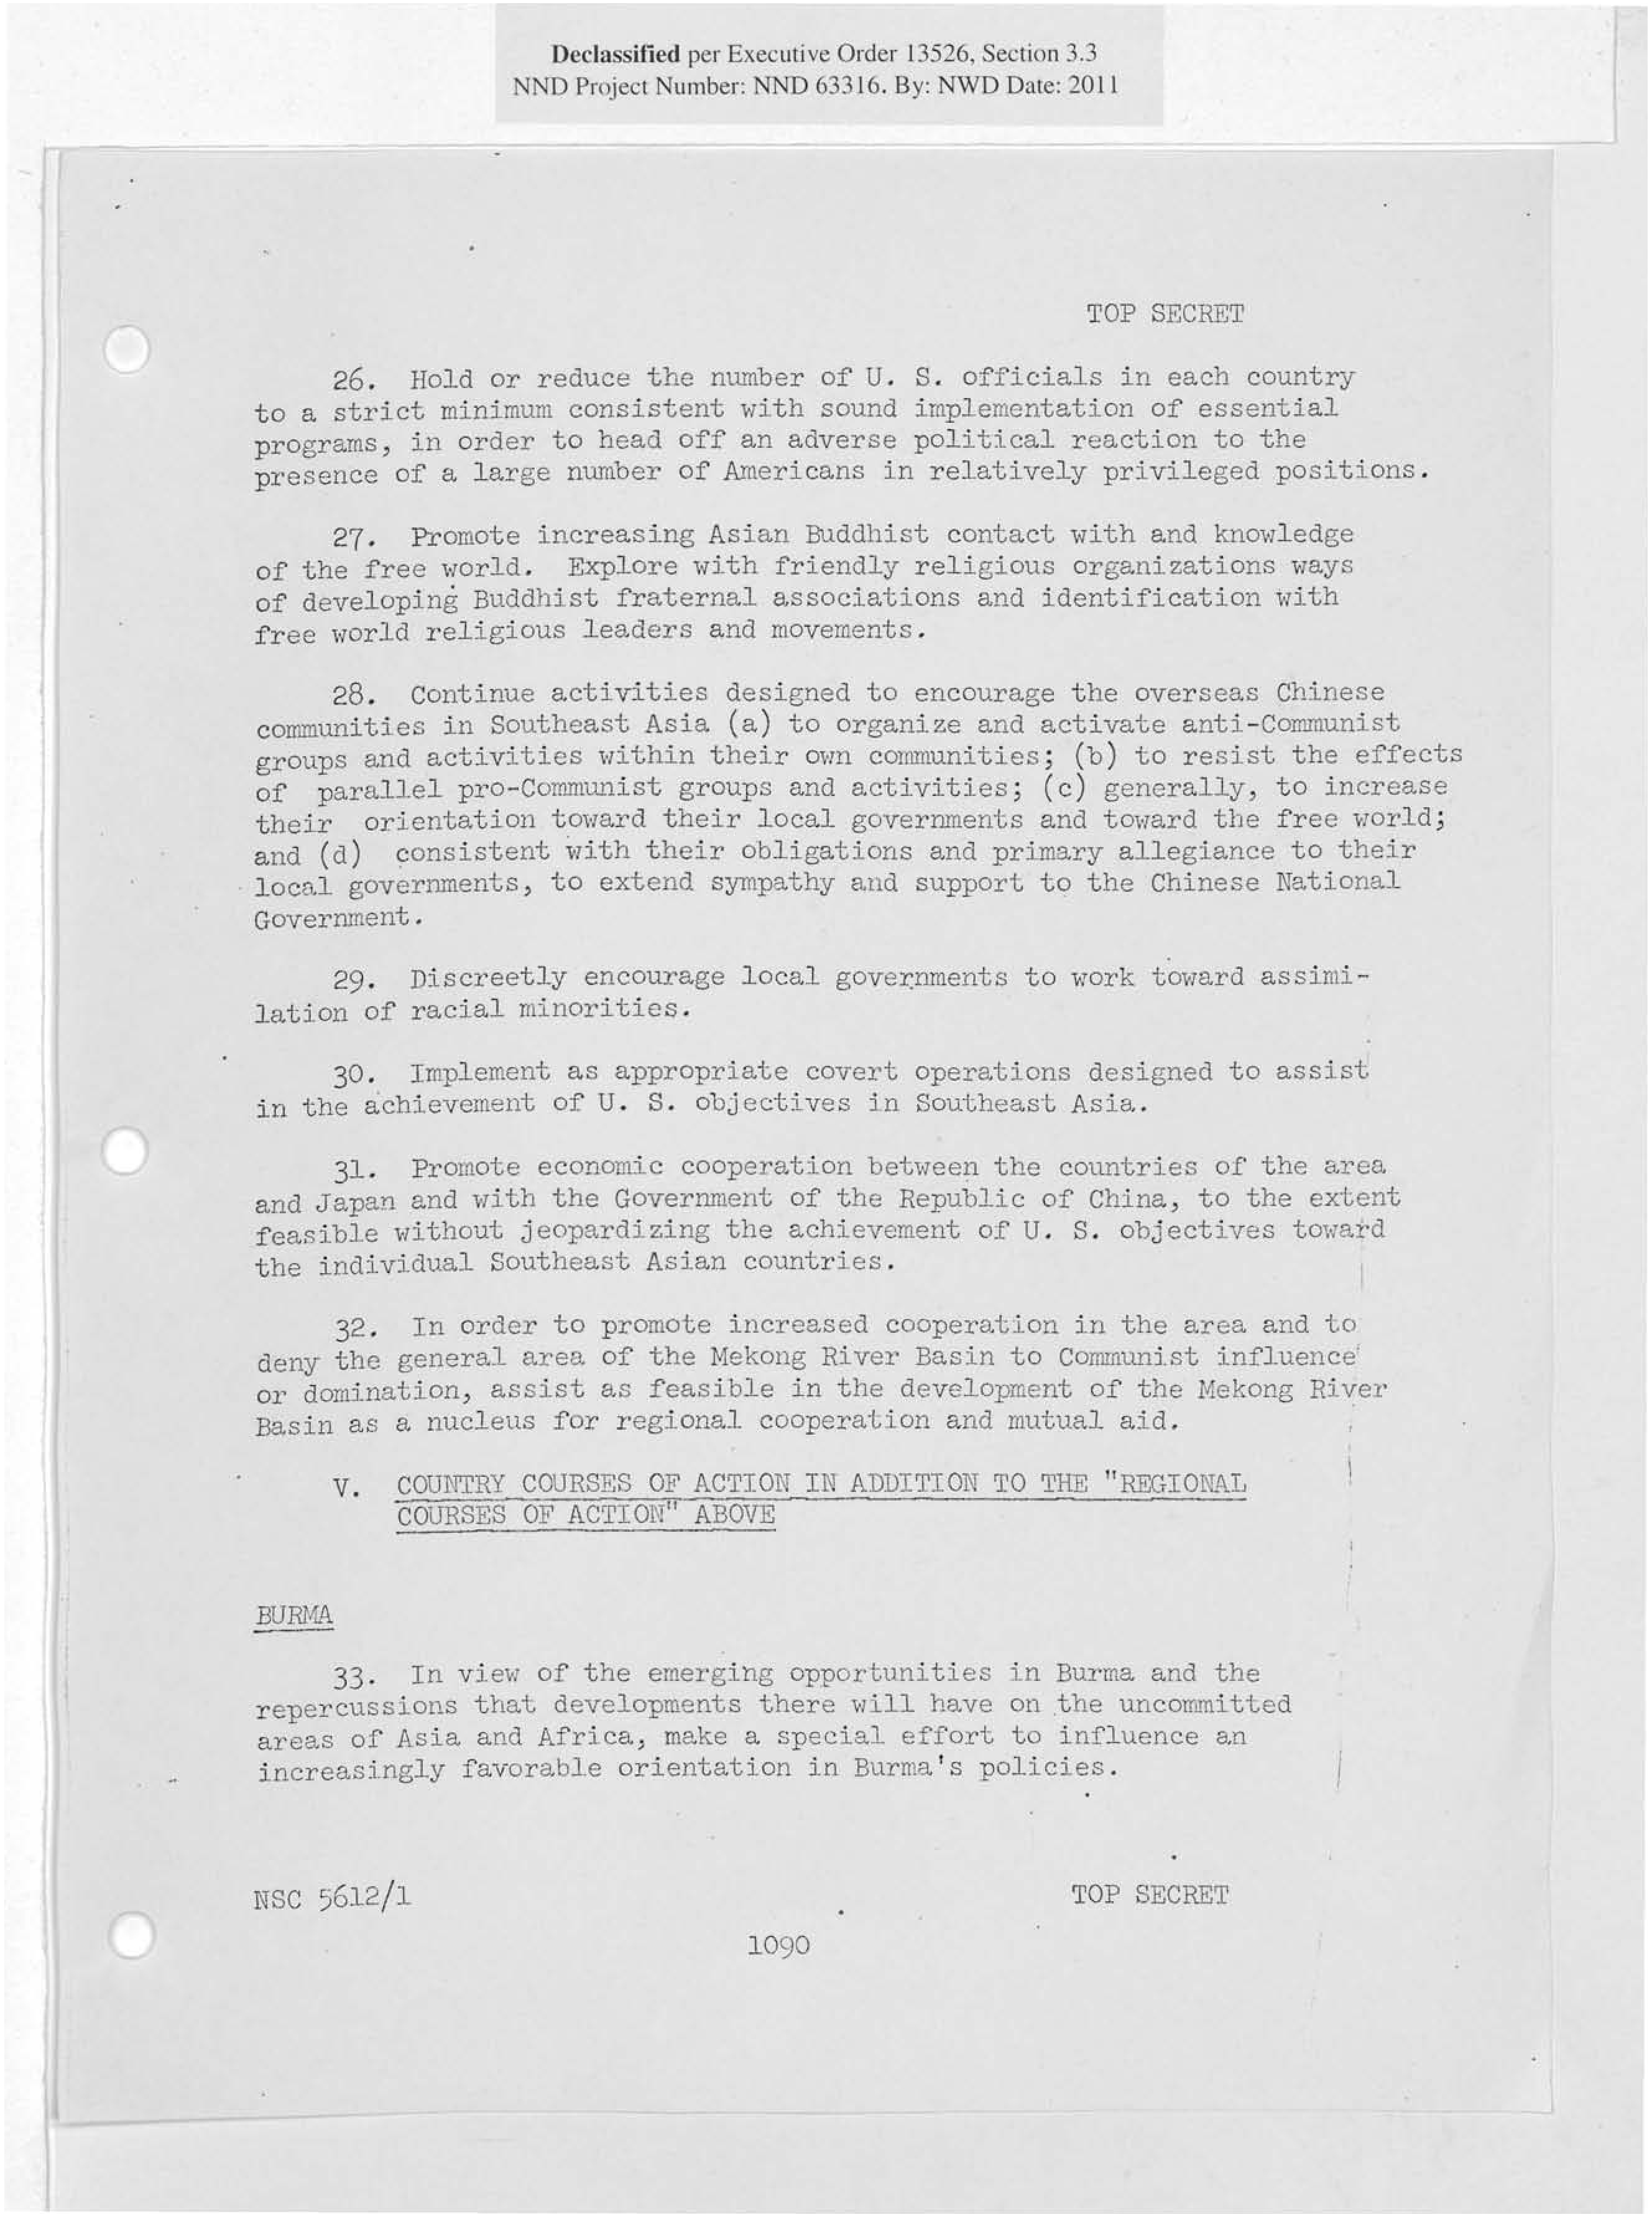 Declassified per Executive Order 13526, Section 3.3
NND Project Number: NND 63316. By: NWD Date: 2011
TOP SECRET
26. Hold or reduce the number of U. S. officials in each country
to a strict minimum consistent with sound implementation of essential
programs, in order to head off an adverse political reaction to the
presence of a large number of Americans in relatively privileged positions.
27. Promote increasing Asian Buddhist contact with and knowledge
of the free world. Explore with friendly religious organizations ways
of developing Buddhist fraternal associations and identification with
free world religious leaders and movements.
28. Continue activities designed to encourage the overseas Chinese
communities in Southeast Asia (a) to organize and activate anti-Communist
groups and activities within their own communities; (b) to resist the effects
of parallel pro-Communist groups and activities; (c) generally, to increase
their orientation toward their local governments and toward the free world;
and (d) consistent with their obligations and primary allegiance to their
local governments, to extend sympathy and support to the Chinese National
Government.
29. Discreetly encourage local governments to work toward assimi-
lation of racial minorities.
30. Implement as appropriate covert operations designed to assist
in the achievement of U. S. objectives in Southeast Asia.
31. Promote economic cooperation between the countries of the area
and Japan and with the Government of the Republic of China, to the extent
feasible without jeopardizing the achievement of U. S. objectives toward
the individual Southeast Asian countries.
32. In order to promote increased cooperation in the area and to
deny the general area of the Mekong River Basin to Communist influence
or domination, assist as feasible in the development of the Mekong River
Basin as a nucleus for regional cooperation and mutual aid.
V. COUNTRY COURSES OF ACTION IN ADDITION TO THE "REGIONAL
COURSES OF ACTION" ABOVE
BURMA
33. In view of the emerging opportunities in Burma and the
repercussions that developments there will have on the uncommitted
areas of Asia and Africa, make a special effort to influence an
increasingly favorable orientation in Burma's policies.
NSC 5612/1
TOP SECRET
1090